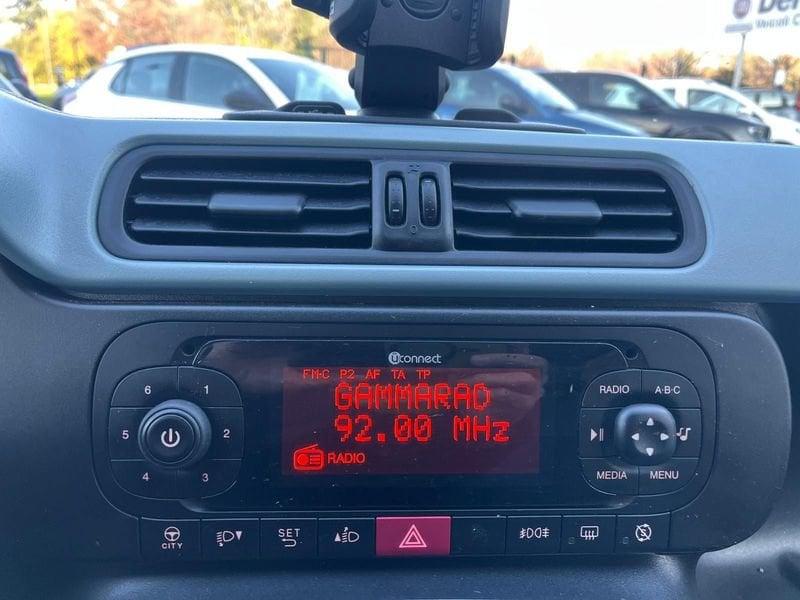 Uconnect
FM-C P2 AF TA TP
GAMMARAD
92.00 MHz
RADIO
6 1
5 2
4 3
RADIO A·B·C
MEDIA MENU
CITY
SET